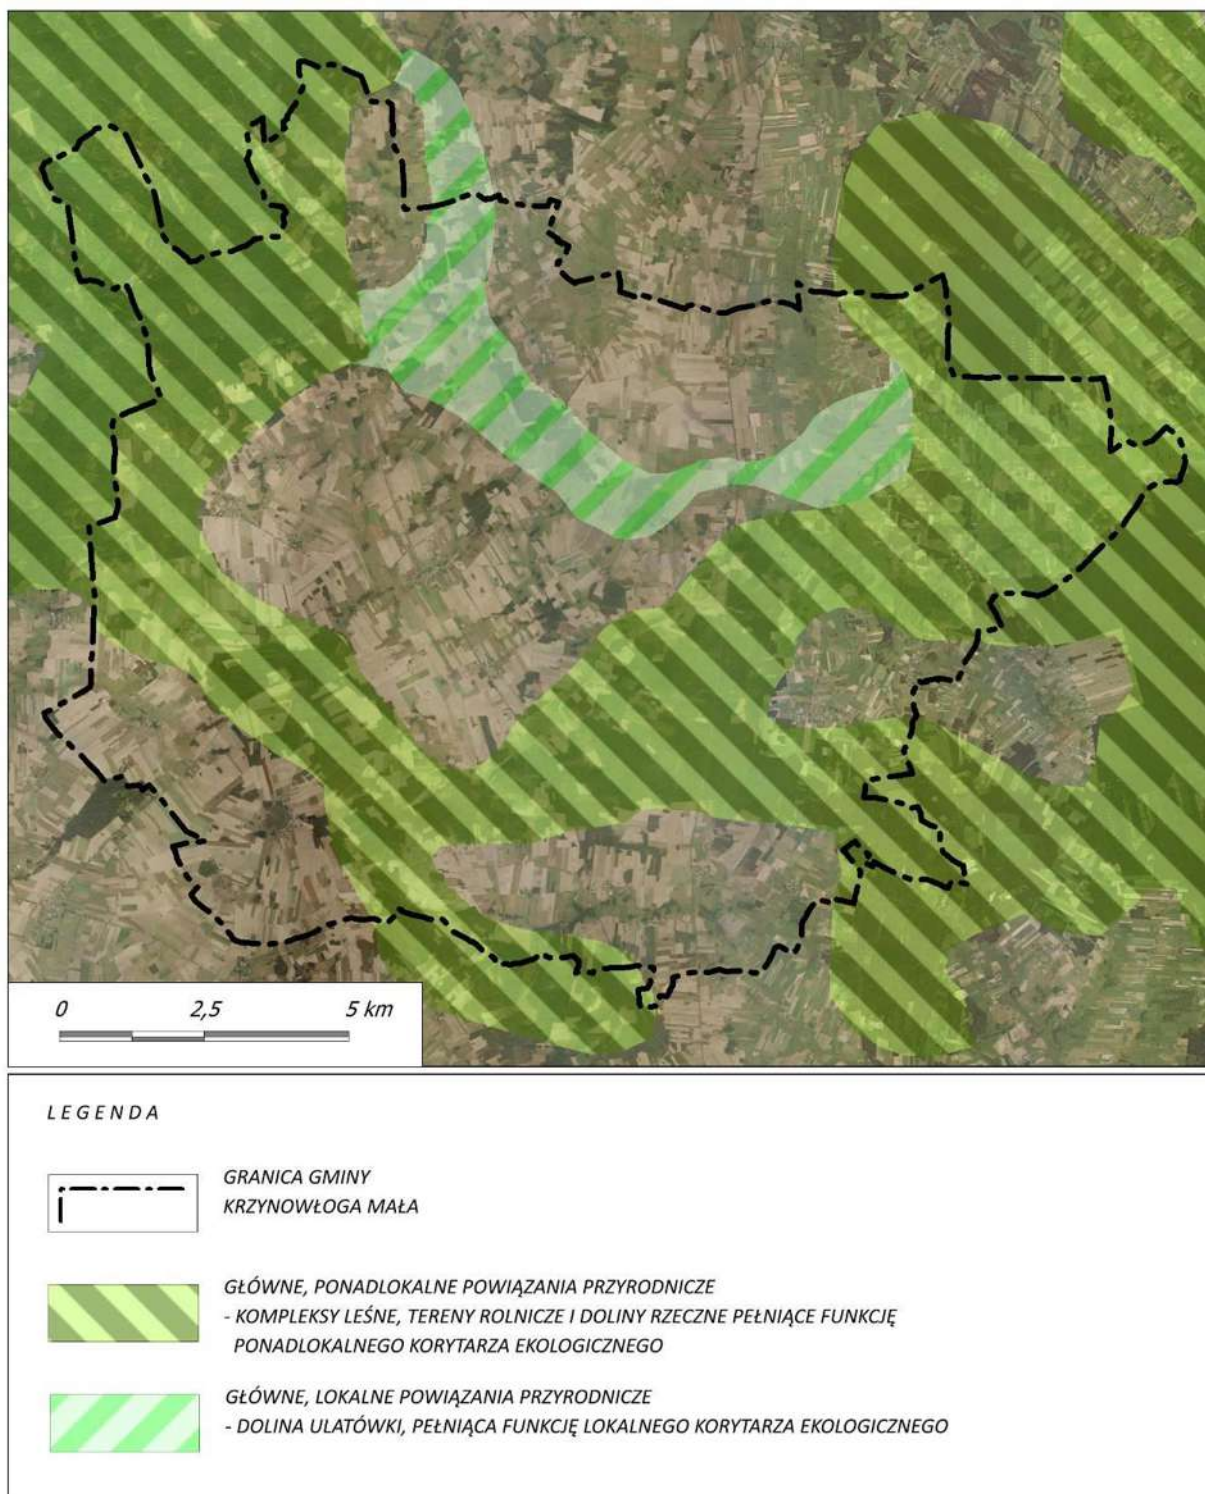 0 2,5 5 km
LEGENDA
GRANICA GMINY
KRZYNOWŁOGA MAŁA
GŁÓWNE, PONADLOKALNE POWIĄZANIA PRZYRODNICZE
- KOMPLEKSY LEŚNE, TERENY ROLNICZE I DOLINY RZECZNE PEŁNIĄCE FUNKCJĘ
PONADLOKALNEGO KORYTARZA EKOLOGICZNEGO
GŁÓWNE, LOKALNE POWIĄZANIA PRZYRODNICZE
- DOLINA ULATÓWKI, PEŁNIĄCA FUNKCJĘ LOKALNEGO KORYTARZA EKOLOGICZNEGO